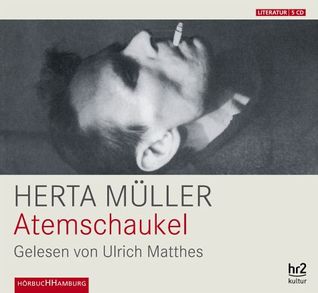 LITERATUR | 5 CD
HERTA MÜLLER
Atemschaukel
Gelesen von Ulrich Matthes
HÖRBUCHHAMBURG
hr2
kultur